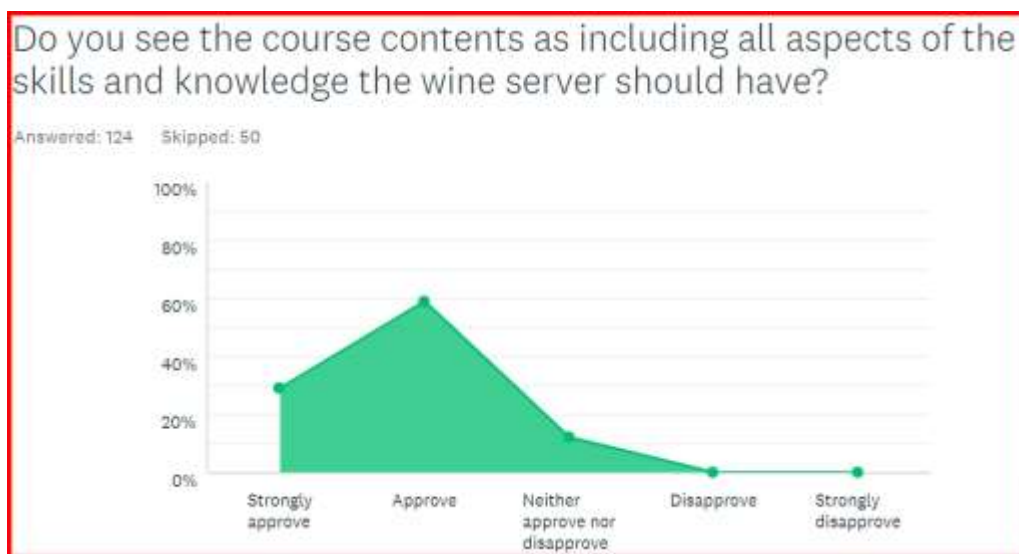 Do you see the course contents as including all aspects of the
skills and knowledge the wine server should have?
Answered: 124 Skipped: 50
100%
80%
60%
40%
20%
0%
Strongly
approve
Approve
Neither
approve nor
disapprove
Disapprove
Strongly
disapprove